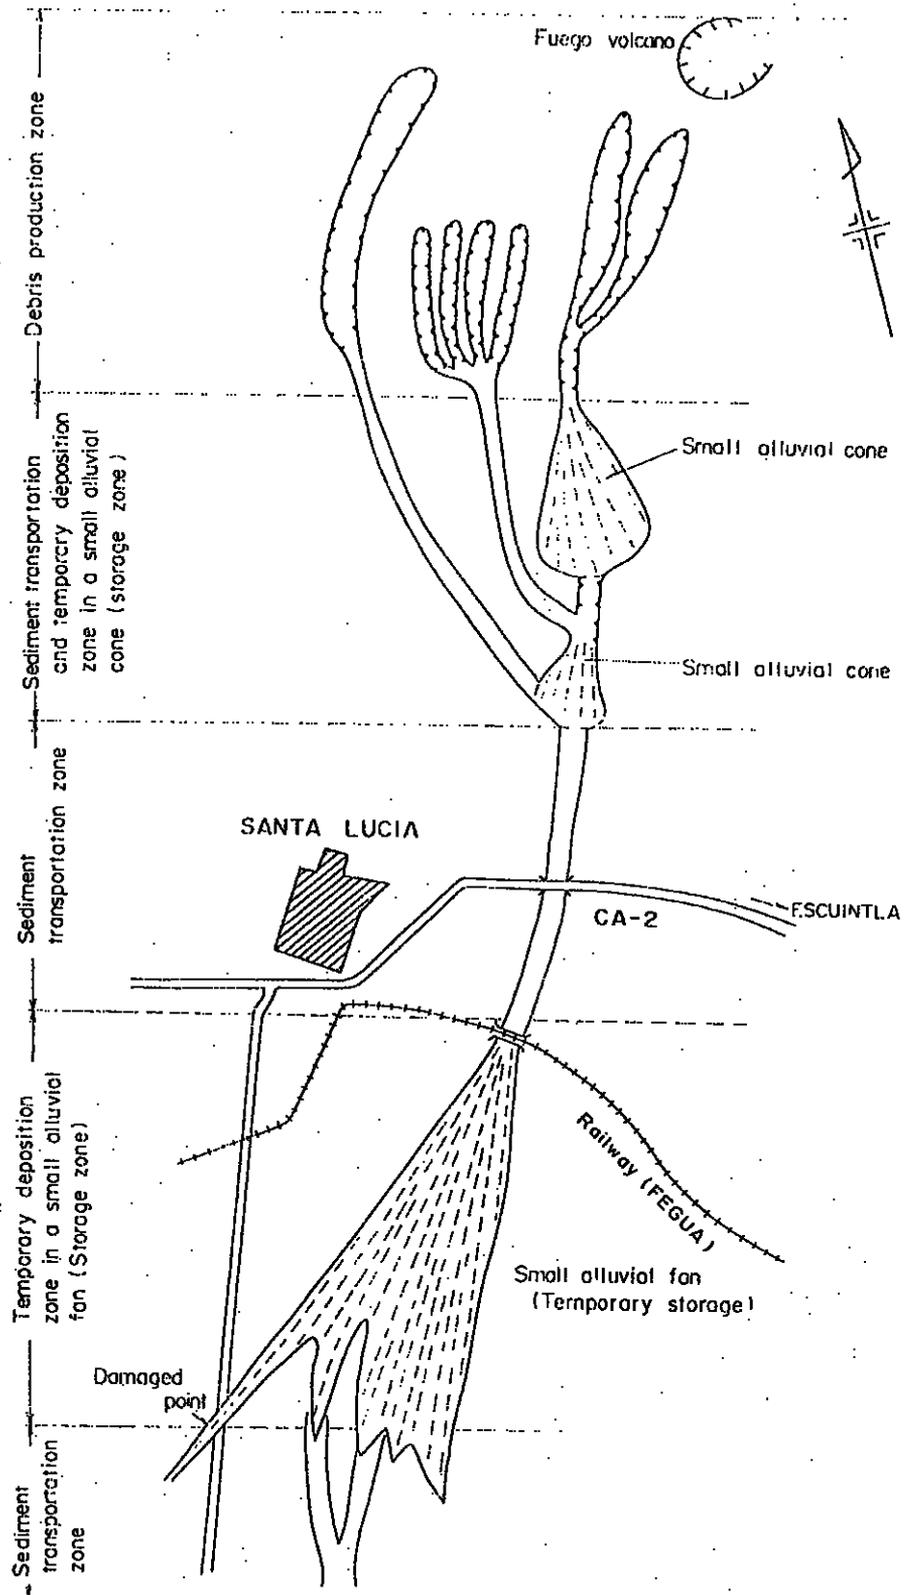 Fuego volcano
Debris production zone
Sediment transportation
and temporary deposition
zone in a small alluvial
cone (storage zone)
Small alluvial cone
Small alluvial cone
Sediment
transportation zone
SANTA LUCIA
ESCUINTLA
CA-2
Temporary deposition
zone in a small alluvial
fan (Storage zone)
Railway (FEGUA)
Small alluvial fan
(Temporary storage)
Damaged
point
Sediment
transportation
zone